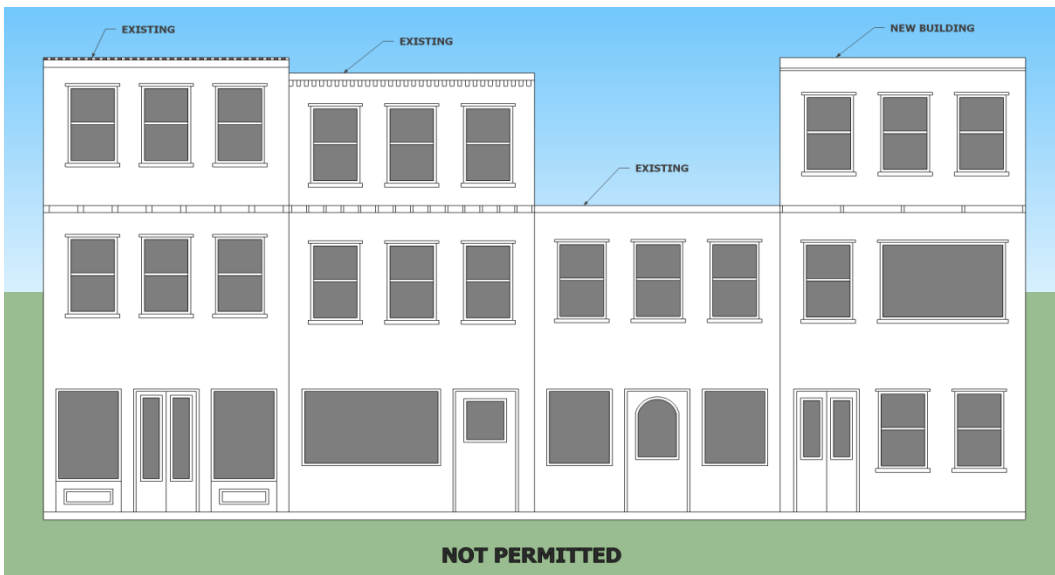 EXISTING
EXISTING
NEW BUILDING
EXISTING
NOT PERMITTED